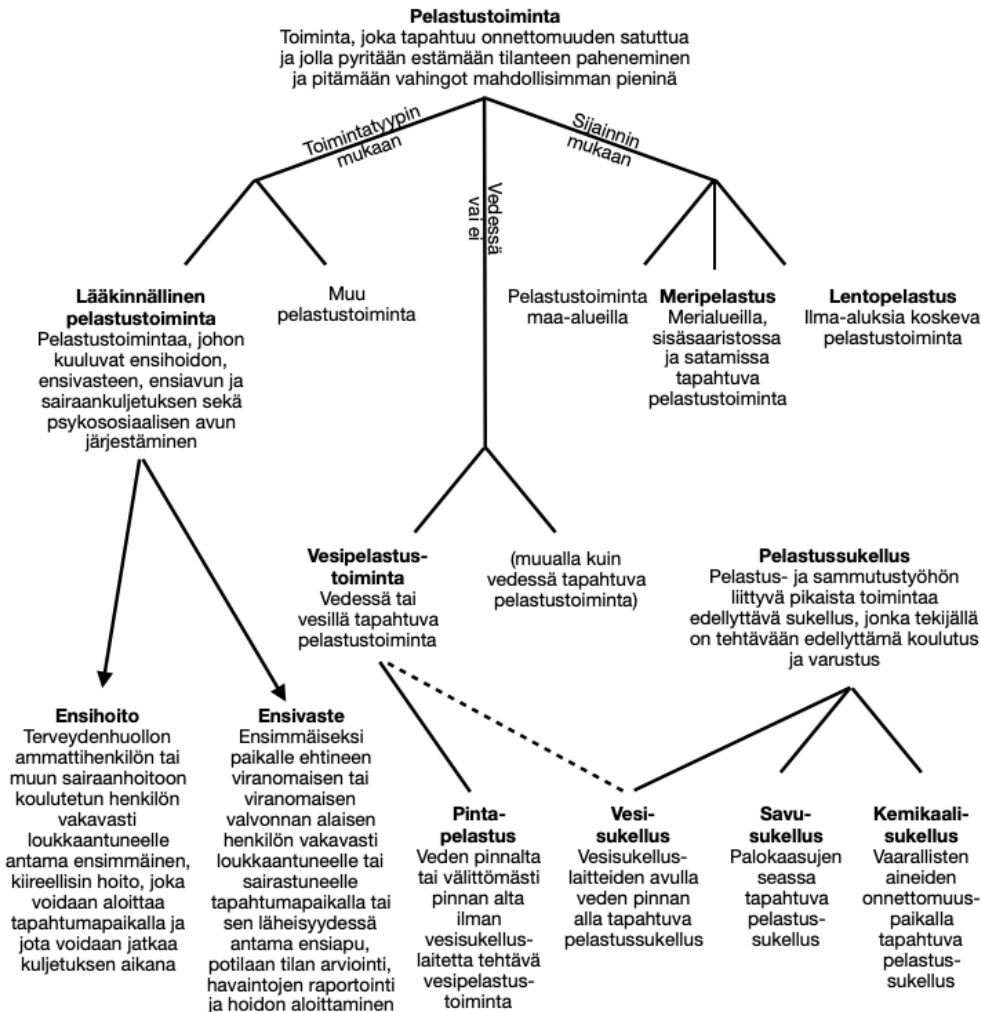 Pelastustoiminta
Toiminta, joka tapahtuu onnettomuuden satuttua
ja jolla pyritään estämään tilanteen paheneminen
ja pitämään vahingot mahdollisimman pieninä
Toimintatyypin
mukaan
Vedessä
vai ei
Sijainnin
mukaan
Lääkinnällinen
pelastustoiminta
Pelastustoimintaa, johon
kuuluvat ensihoidon,
ensivasteen, ensiavun ja
sairaankuljetuksen sekä
psykososiaalisen avun
järjestäminen
Muu
pelastustoiminta
Pelastustoiminta
maa-alueilla
Meripelastus
Merialueilla,
sisäsaaristossa
ja satamissa
tapahtuva
pelastustoiminta
Lentopelastus
Ilma-aluksia koskeva
pelastustoiminta
Vesipelastus-
toiminta
Vedessä tai
vesillä tapahtuva
pelastustoiminta
(muualla kuin
vedessä tapahtuva
pelastustoiminta)
Pelastussukellus
Pelastus- ja sammutustyöhön
liittyvä pikaista toimintaa
edellyttävä sukellus, jonka tekijällä
on tehtävään edellyttämä koulutus
ja varustus
Ensihoito
Terveydenhuollon
ammattihenkilön tai
muun sairaanhoitoon
koulutetun henkilön
vakavasti
loukkaantuneelle
antama ensimmäinen,
kiireellisin hoito, joka
voidaan aloittaa
tapahtumapaikalla ja
jota voidaan jatkaa
kuljetuksen aikana
Ensivaste
Ensimmäiseksi
paikalle ehtineen
viranomaisen tai
viranomaisen
valvonnan alaisen
henkilön vakavasti
loukkaantuneelle tai
sairastuneelle
tapahtumapaikalla tai
sen läheisyydessä
antama ensiapu,
potilaan tilan arviointi,
havaintojen raportointi
ja hoidon aloittaminen
Pinta-
pelastus
Veden pinnalta
tai välittömästi
pinnan alta
ilman
vesisukellus-
laitetta tehtävä
vesipelastus-
toiminta
Vesi-
sukellus
Vesisukellus-
laitteiden avulla
veden pinnan
alla tapahtuva
pelastussukellus
Savu-
sukellus
Palokaasujen
seassa
tapahtuva
pelastus-
sukellus
Kemikaali-
sukellus
Vaarallisten
aineiden
onnettomuus-
paikalla
tapahtuva
pelastus-
sukellus